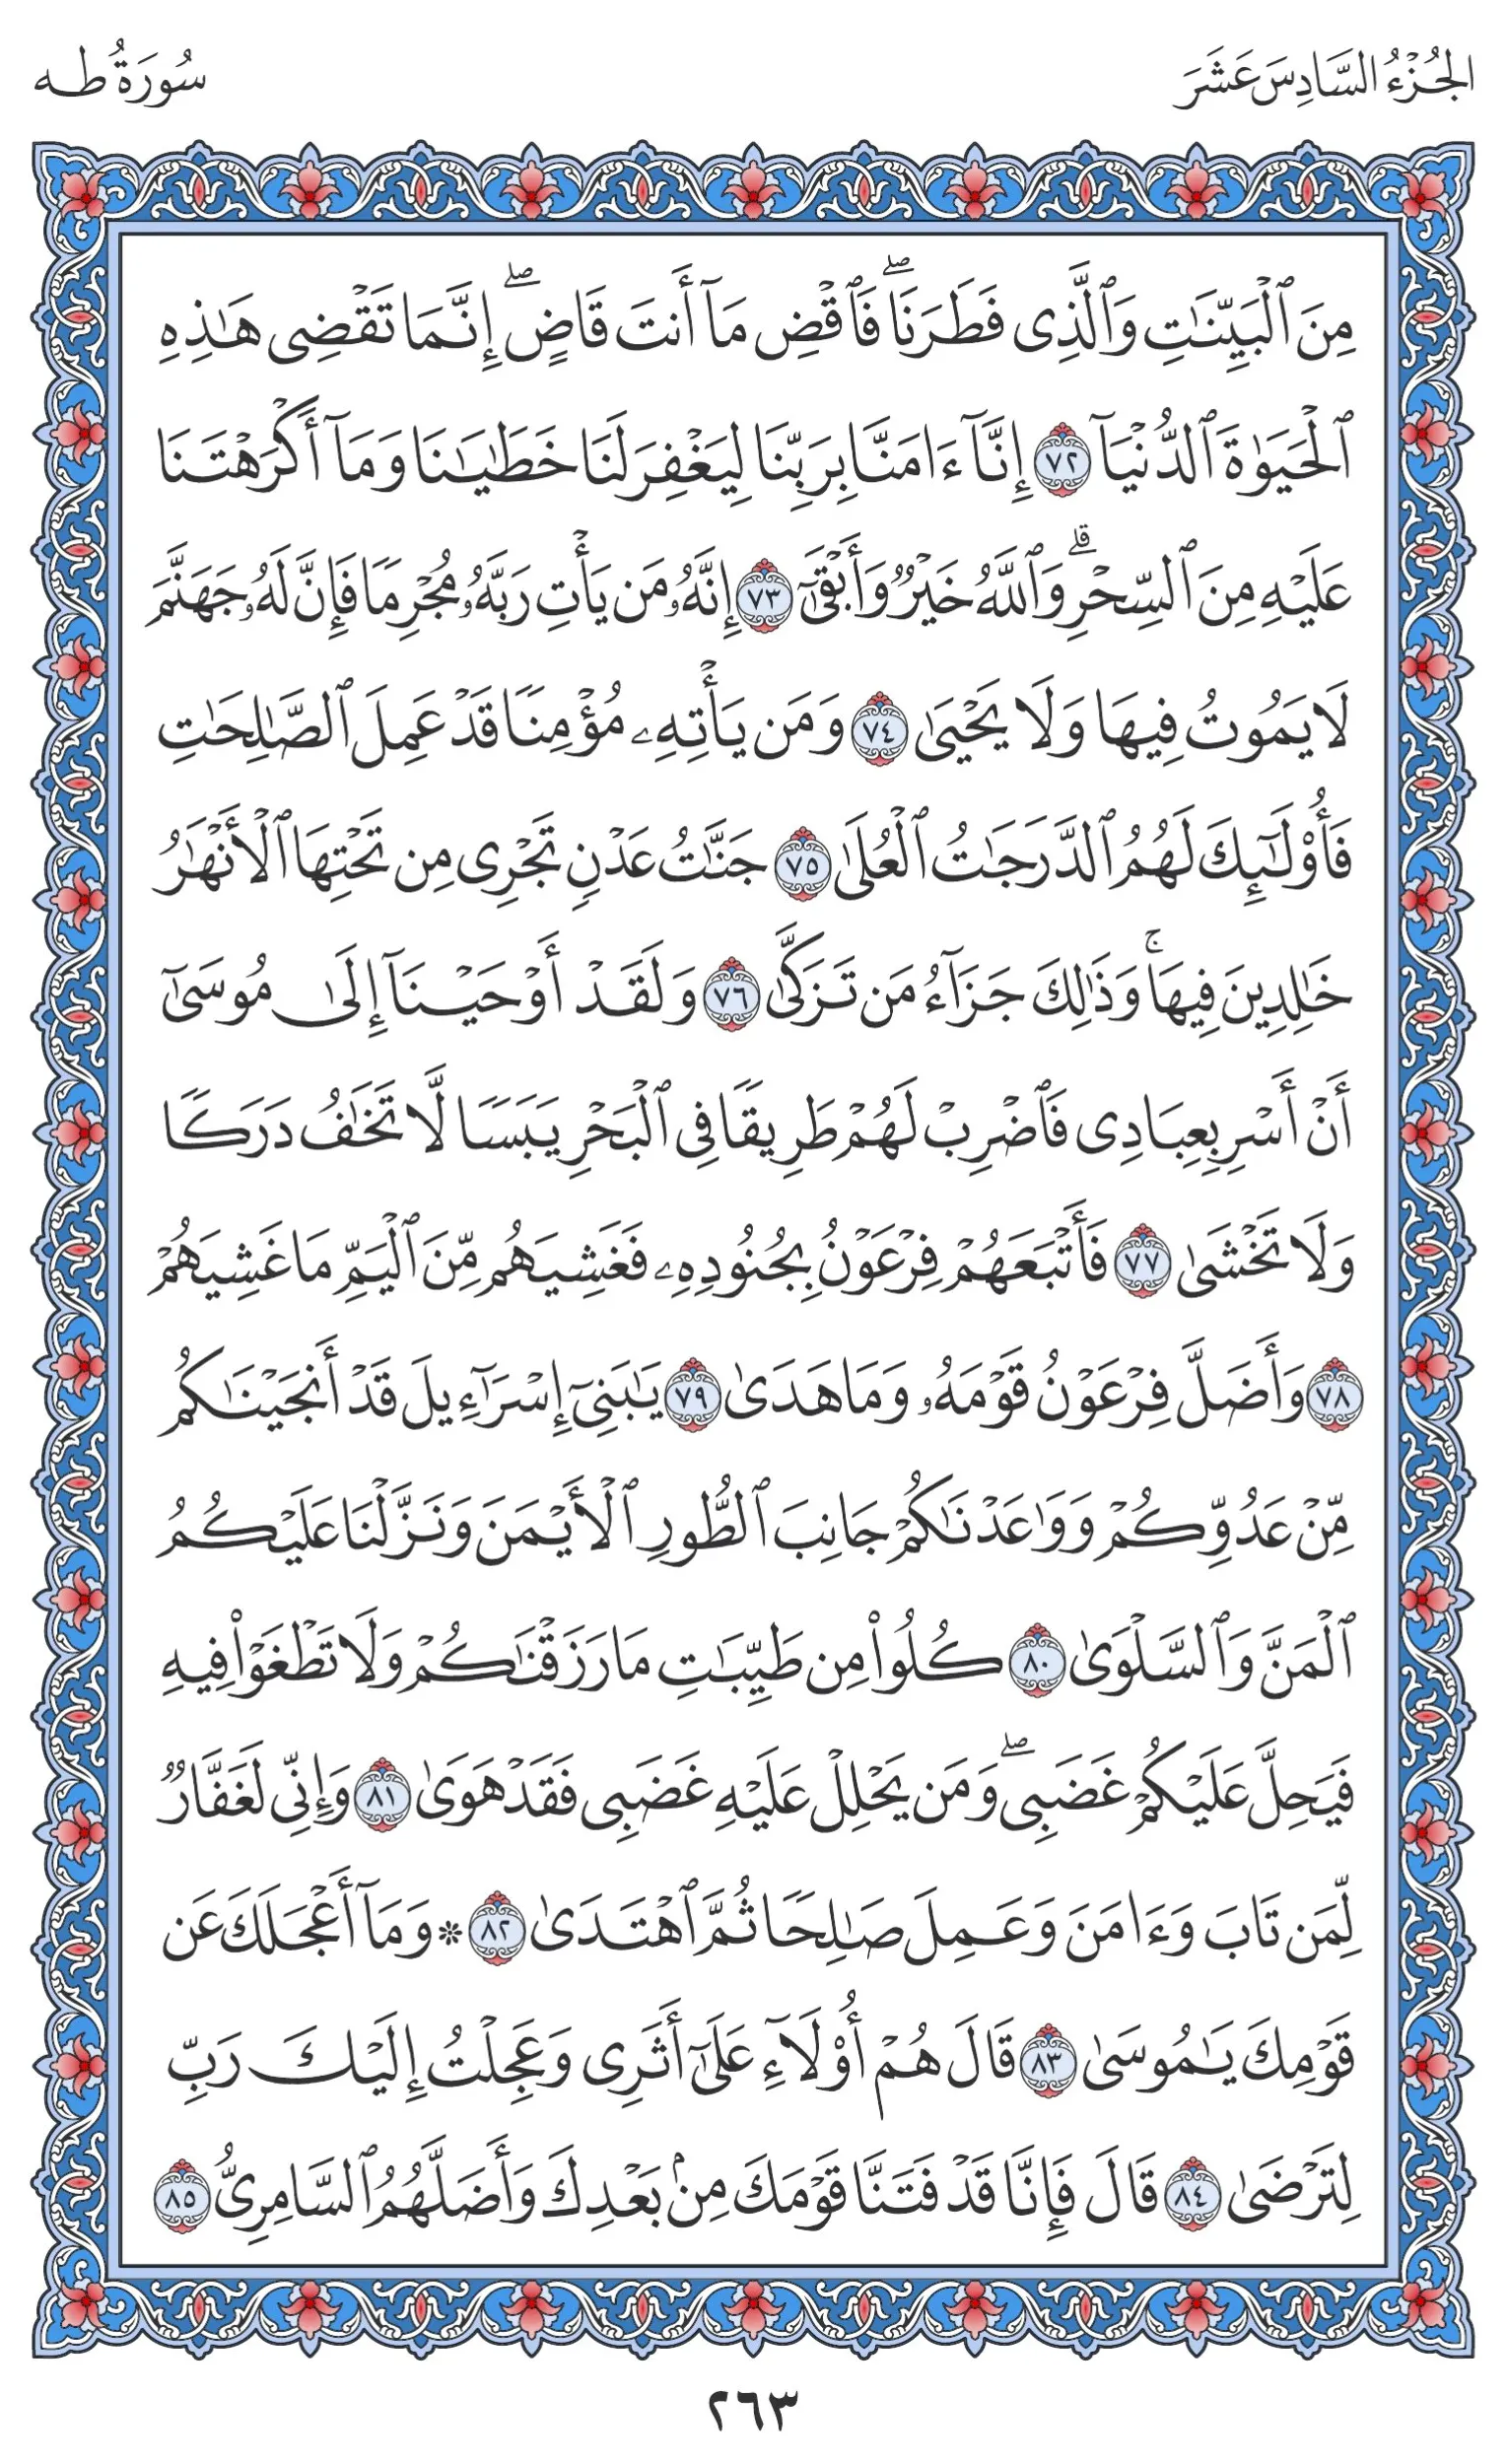 الجُزْءُ السَّادِسَ عَشَرَ
سُورَةُ طه
مِنَ ٱلْبَيِّنَٰتِ وَٱلَّذِى فَطَرَنَاۖ فَٱقْضِ مَآ أَنتَ قَاضٍۖ إِنَّمَا تَقْضِى هَٰذِهِ
ٱلْحَيَوٰةَ ٱلدُّنْيَآ ٧٢ إِنَّآ ءَامَنَّا بِرَبِّنَا لِيَغْفِرَ لَنَا خَطَٰيَٰنَا وَمَآ أَكْرَهْتَنَا
عَلَيْهِ مِنَ ٱلسِّحْرِۗ وَٱللَّهُ خَيْرٌ وَأَبْقَىٰٓ ٧٣ إِنَّهُۥ مَن يَأْتِ رَبَّهُۥ مُجْرِمًا فَإِنَّ لَهُۥ جَهَنَّمَ
لَا يَمُوتُ فِيهَا وَلَا يَحْيَىٰ ٧٤ وَمَن يَأْتِهِۦ مُؤْمِنًا قَدْ عَمِلَ ٱلصَّٰلِحَٰتِ
فَأُو۟لَٰٓئِكَ لَهُمُ ٱلدَّرَجَٰتُ ٱلْعُلَىٰ ٧٥ جَنَّٰتُ عَدْنٍ تَجْرِى مِن تَحْتِهَا ٱلْأَنْهَٰرُ
خَٰلِدِينَ فِيهَاۚ وَذَٰلِكَ جَزَآءُ مَن تَزَكَّىٰ ٧٦ وَلَقَدْ أَوْحَيْنَآ إِلَىٰ مُوسَىٰٓ
أَنْ أَسْرِ بِعِبَادِى فَٱضْرِبْ لَهُمْ طَرِيقًا فِى ٱلْبَحْرِ يَبَسًا لَّا تَخَٰفُ دَرَكًا
وَلَا تَخْشَىٰ ٧٧ فَأَتْبَعَهُمْ فِرْعَوْنُ بِجُنُودِهِۦ فَغَشِيَهُم مِّنَ ٱلْيَمِّ مَا غَشِيَهُمْ
٧٨ وَأَضَلَّ فِرْعَوْنُ قَوْمَهُۥ وَمَا هَدَىٰ ٧٩ يَٰبَنِىٓ إِسْرَٰٓءِيلَ قَدْ أَنجَيْنَٰكُم
مِّنْ عَدُوِّكُمْ وَوَٰعَدْنَٰكُمْ جَانِبَ ٱلطُّورِ ٱلْأَيْمَنَ وَنَزَّلْنَا عَلَيْكُمُ
ٱلْمَنَّ وَٱلسَّلْوَىٰ ٨٠ كُلُوا۟ مِن طَيِّبَٰتِ مَا رَزَقْنَٰكُمْ وَلَا تَطْغَوْا۟ فِيهِ
فَيَحِلَّ عَلَيْكُمْ غَضَبِىۖ وَمَن يَحْلِلْ عَلَيْهِ غَضَبِى فَقَدْ هَوَىٰ ٨١ وَإِنِّى لَغَفَّارٌ
لِّمَن تَابَ وَءَامَنَ وَعَمِلَ صَٰلِحًا ثُمَّ ٱهْتَدَىٰ ٨٢ * وَمَآ أَعْجَلَكَ عَن
قَوْمِكَ يَٰمُوسَىٰ ٨٣ قَالَ هُمْ أُو۟لَآءِ عَلَىٰٓ أَثَرِى وَعَجِلْتُ إِلَيْكَ رَبِّ
لِتَرْضَىٰ ٨٤ قَالَ فَإِنَّا قَدْ فَتَنَّا قَوْمَكَ مِنۢ بَعْدِكَ وَأَضَلَّهُمُ ٱلسَّامِرِىُّ ٨٥
٢٦٣